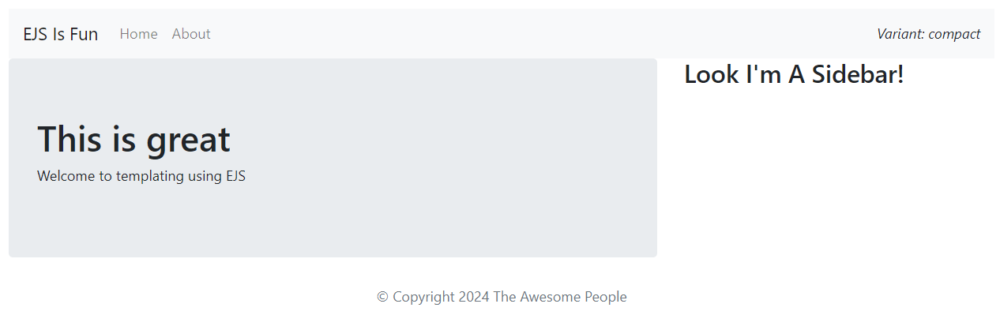 EJS Is Fun Home About Variant: compact
This is great
Welcome to templating using EJS
Look I'm A Sidebar!
© Copyright 2024 The Awesome People